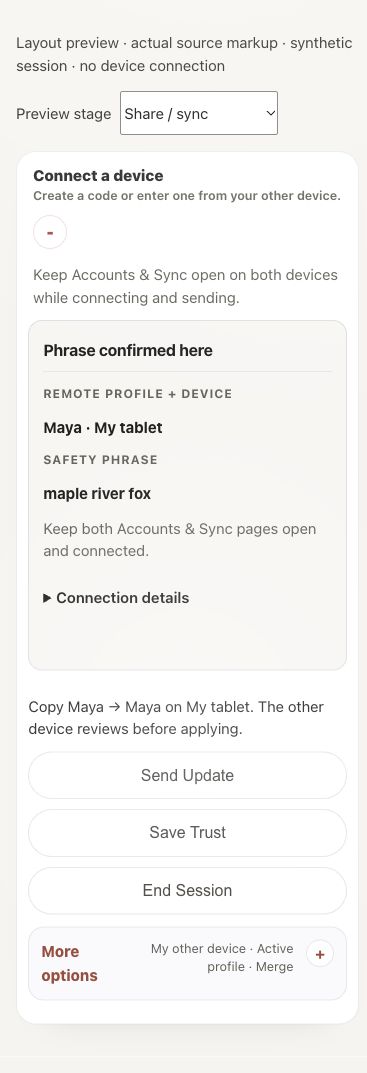 Layout preview · actual source markup · synthetic
session · no device connection
Preview stage Share / sync
Connect a device
Create a code or enter one from your other device.
-
Keep Accounts & Sync open on both devices
while connecting and sending.
Phrase confirmed here
REMOTE PROFILE + DEVICE
Maya · My tablet
SAFETY PHRASE
maple river fox
Keep both Accounts & Sync pages open
and connected.
▶ Connection details
Copy Maya → Maya on My tablet. The other
device reviews before applying.
Send Update
Save Trust
End Session
More
options
My other device · Active
profile · Merge
+